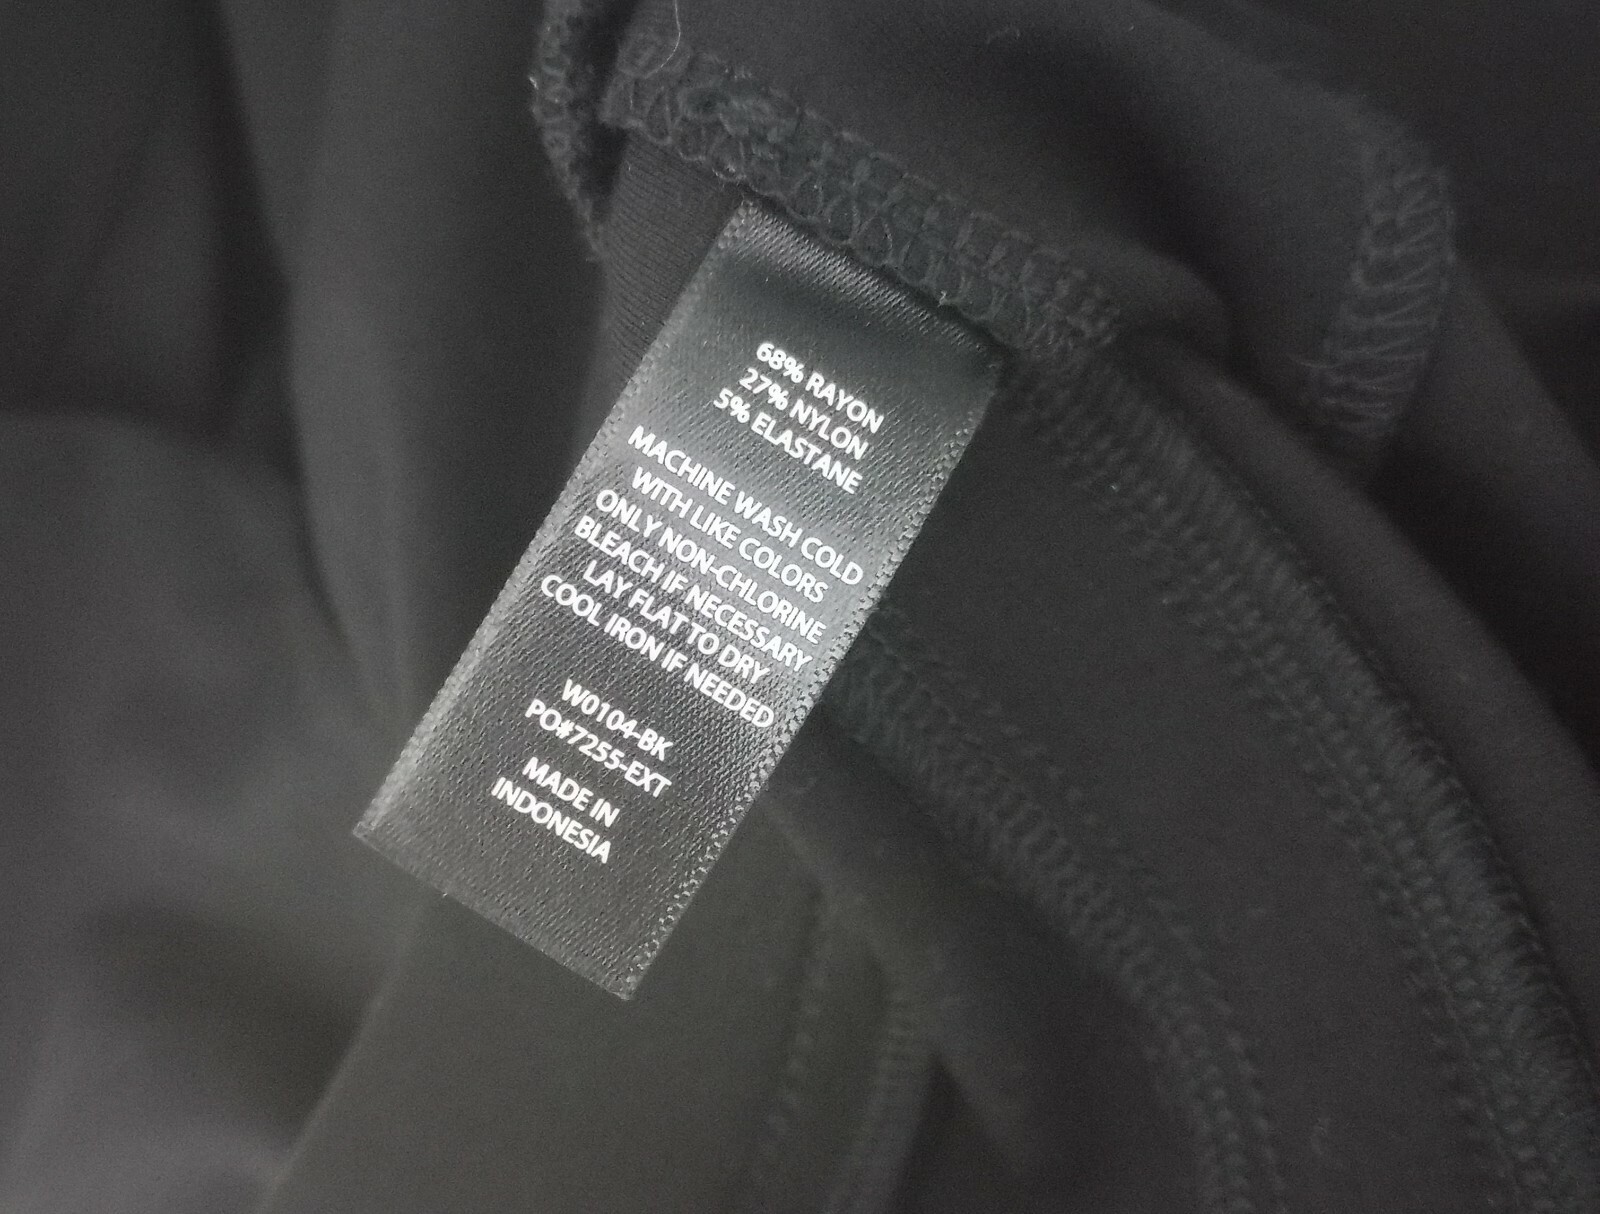 68% RAYON
27% NYLON
5% ELASTANE
MACHINE WASH COLD
WITH LIKE COLORS
ONLY NON-CHLORINE
BLEACH IF NECESSARY
LAY FLAT TO DRY
COOL IRON IF NEEDED
W0104-BK
PO#7255-EXT
MADE IN
INDONESIA